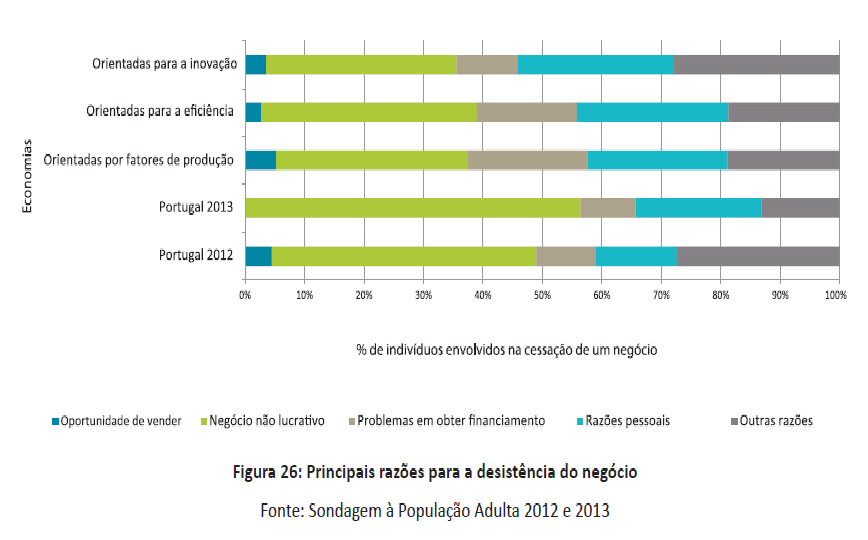 Economias
Orientadas para a inovação
Orientadas para a eficiência
Orientadas por fatores de produção
Portugal 2013
Portugal 2012
0% 10% 20% 30% 40% 50% 60% 70% 80% 90% 100%
% de indivíduos envolvidos na cessação de um negócio
Oportunidade de vender Negócio não lucrativo Problemas em obter financiamento Razões pessoais Outras razões
Figura 26: Principais razões para a desistência do negócio
Fonte: Sondagem à População Adulta 2012 e 2013